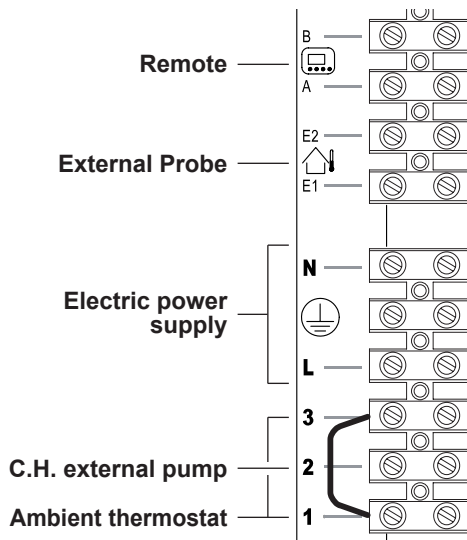 B
Remote
A
E2
External Probe
E1
N
Electric power
supply
L
3
C.H. external pump
2
Ambient thermostat
1